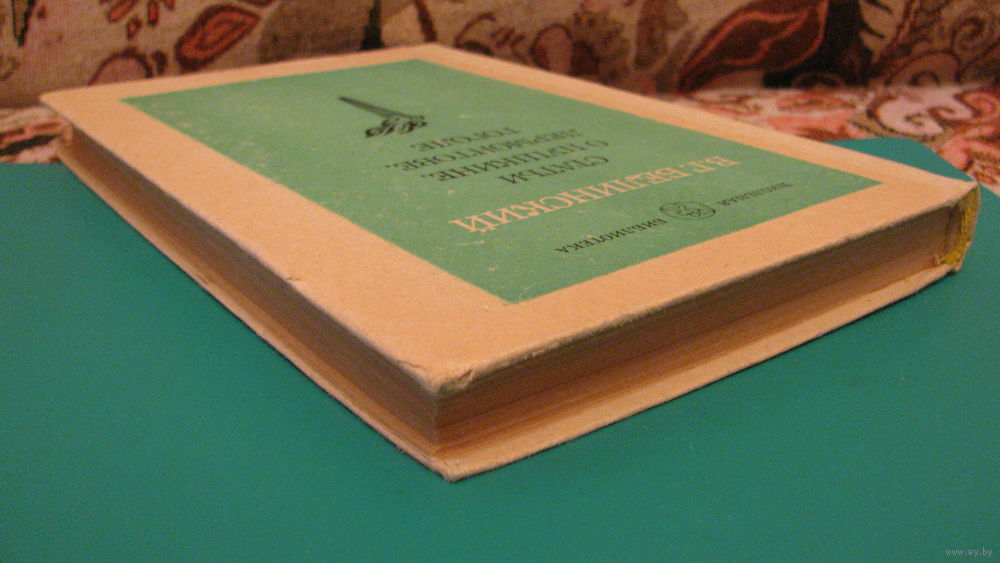 ШКОЛЬНАЯ БИБЛИОТЕКА
В.Г. БЕЛИНСКИЙ
СТАТЬИ
О ПУШКИНЕ,
ЛЕРМОНТОВЕ,
ГОГОЛЕ
www.ay.by